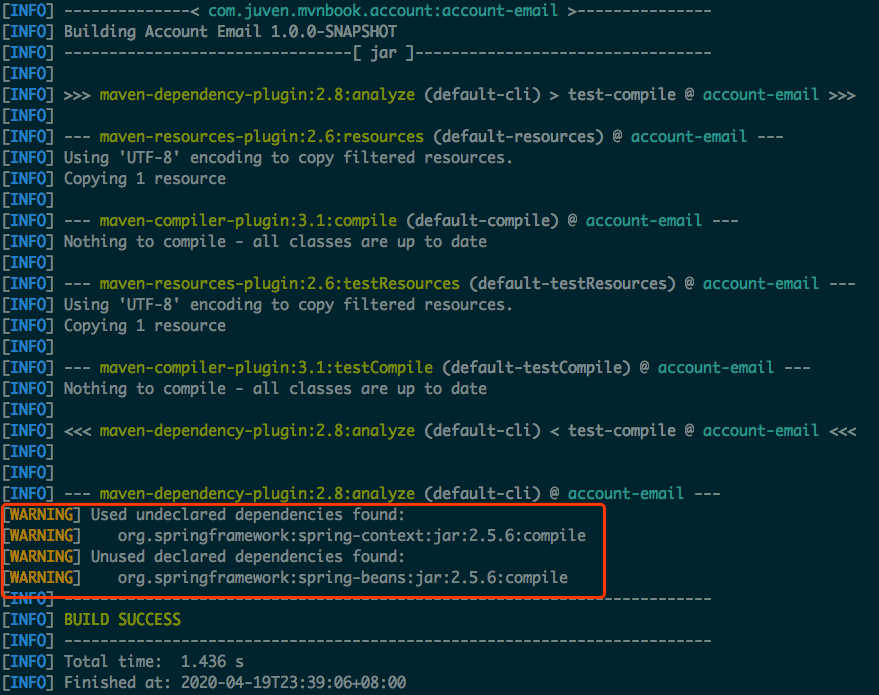 [INFO] --------------< com.juven.mvnbook.account:account-email >---------------
[INFO] Building Account Email 1.0.0-SNAPSHOT
[INFO] --------------------------------[ jar ]---------------------------------
[INFO]
[INFO] >>> maven-dependency-plugin:2.8:analyze (default-cli) > test-compile @ account-email >>>
[INFO]
[INFO] --- maven-resources-plugin:2.6:resources (default-resources) @ account-email ---
[INFO] Using 'UTF-8' encoding to copy filtered resources.
[INFO] Copying 1 resource
[INFO]
[INFO] --- maven-compiler-plugin:3.1:compile (default-compile) @ account-email ---
[INFO] Nothing to compile - all classes are up to date
[INFO]
[INFO] --- maven-resources-plugin:2.6:testResources (default-testResources) @ account-email ---
[INFO] Using 'UTF-8' encoding to copy filtered resources.
[INFO] Copying 1 resource
[INFO]
[INFO] --- maven-compiler-plugin:3.1:testCompile (default-testCompile) @ account-email ---
[INFO] Nothing to compile - all classes are up to date
[INFO]
[INFO] <<< maven-dependency-plugin:2.8:analyze (default-cli) < test-compile @ account-email <<<
[INFO]
[INFO]
[INFO] --- maven-dependency-plugin:2.8:analyze (default-cli) @ account-email ---
[WARNING] Used undeclared dependencies found:
[WARNING]    org.springframework:spring-context:jar:2.5.6:compile
[WARNING] Unused declared dependencies found:
[WARNING]    org.springframework:spring-beans:jar:2.5.6:compile
[INFO] ------------------------------------------------------------------------
[INFO] BUILD SUCCESS
[INFO] ------------------------------------------------------------------------
[INFO] Total time:  1.436 s
[INFO] Finished at: 2020-04-19T23:39:06+08:00